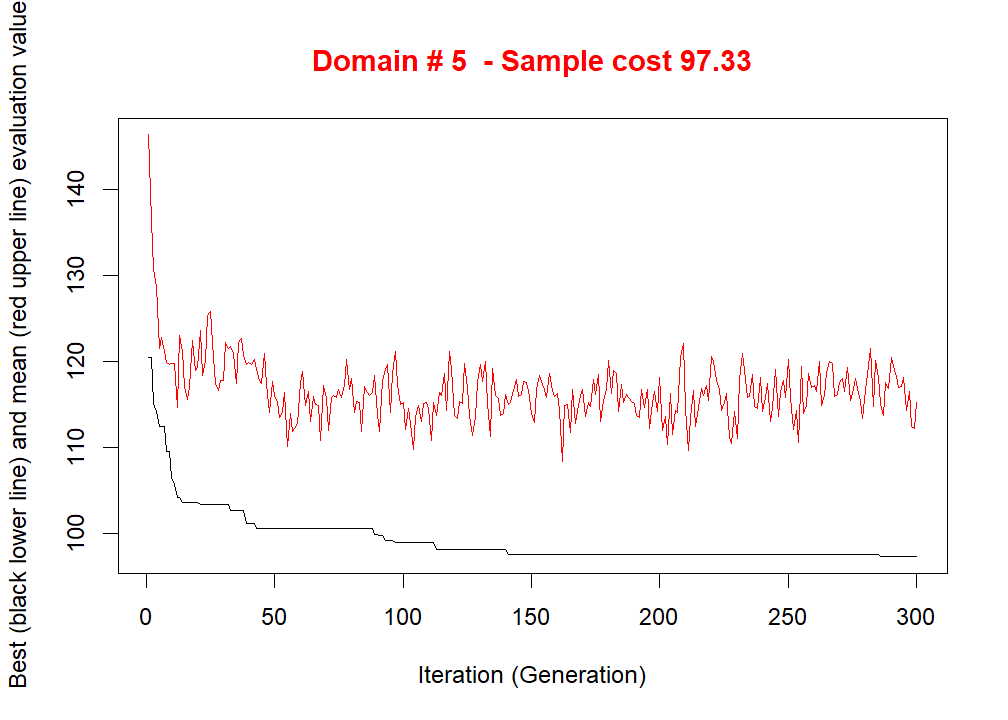 Domain # 5  - Sample cost 97.33
Best (black lower line) and mean (red upper line) evaluation value
140
130
120
110
100
0 50 100 150 200 250 300
Iteration (Generation)